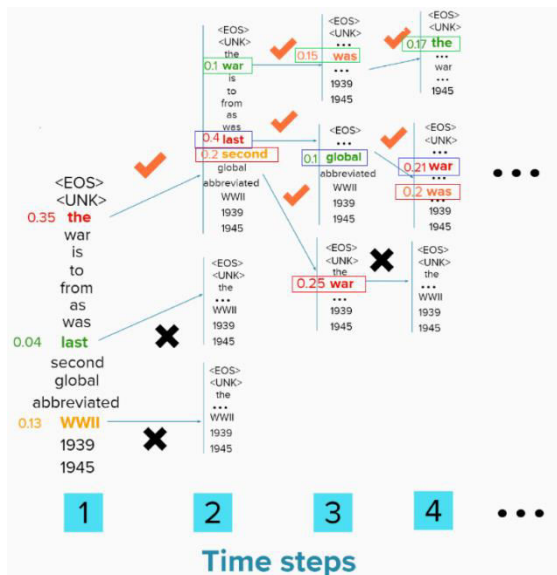 <EOS>
<UNK>
0.35 the
war
is
to
from
as
was
0.04 last
second
global
abbreviated
0.13 WWII
1939
1945
<EOS>
<UNK>
the
0.1 war
is
to
from
as
was
0.4 last
0.2 second
global
abbreviated
WWII
1939
1945
<EOS>
<UNK>
the
...
WWII
1939
1945
<EOS>
<UNK>
the
...
WWII
1939
1945
<EOS>
<UNK>
...
0.15 was
...
1939
1945
<EOS>
...
0.1 global
abbreviated
WWII
1939
1945
<EOS>
<UNK>
the
...
0.25 war
...
1939
1945
<EOS>
<UNK>
...
0.17 the
...
war
...
1945
<EOS>
<UNK>
...
0.21 war
...
0.2 was
...
1939
1945
<EOS>
<UNK>
the
...
WWII
1939
1945
...
1 2 3 4 ...
Time steps